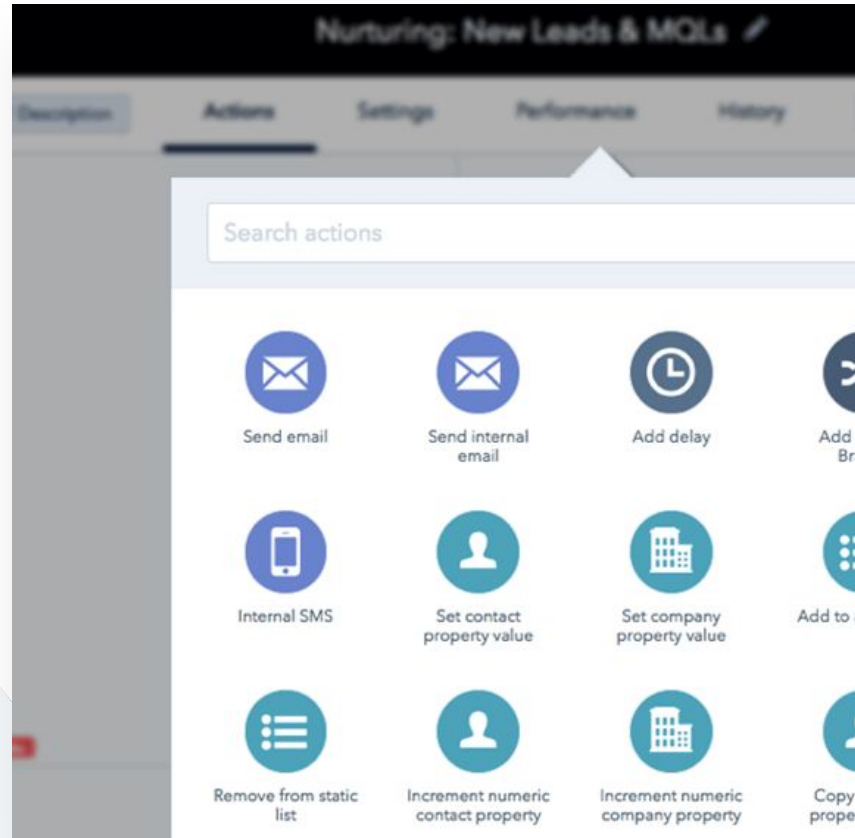 Nurturing: New Leads & MQLs
Description Actions Settings Performance History
Search actions
Send email
Send internal
email
Add delay
Add
Br
Internal SMS
Set contact
property value
Set company
property value
Add to
Remove from static
list
Increment numeric
contact property
Increment numeric
company property
Copy
prope